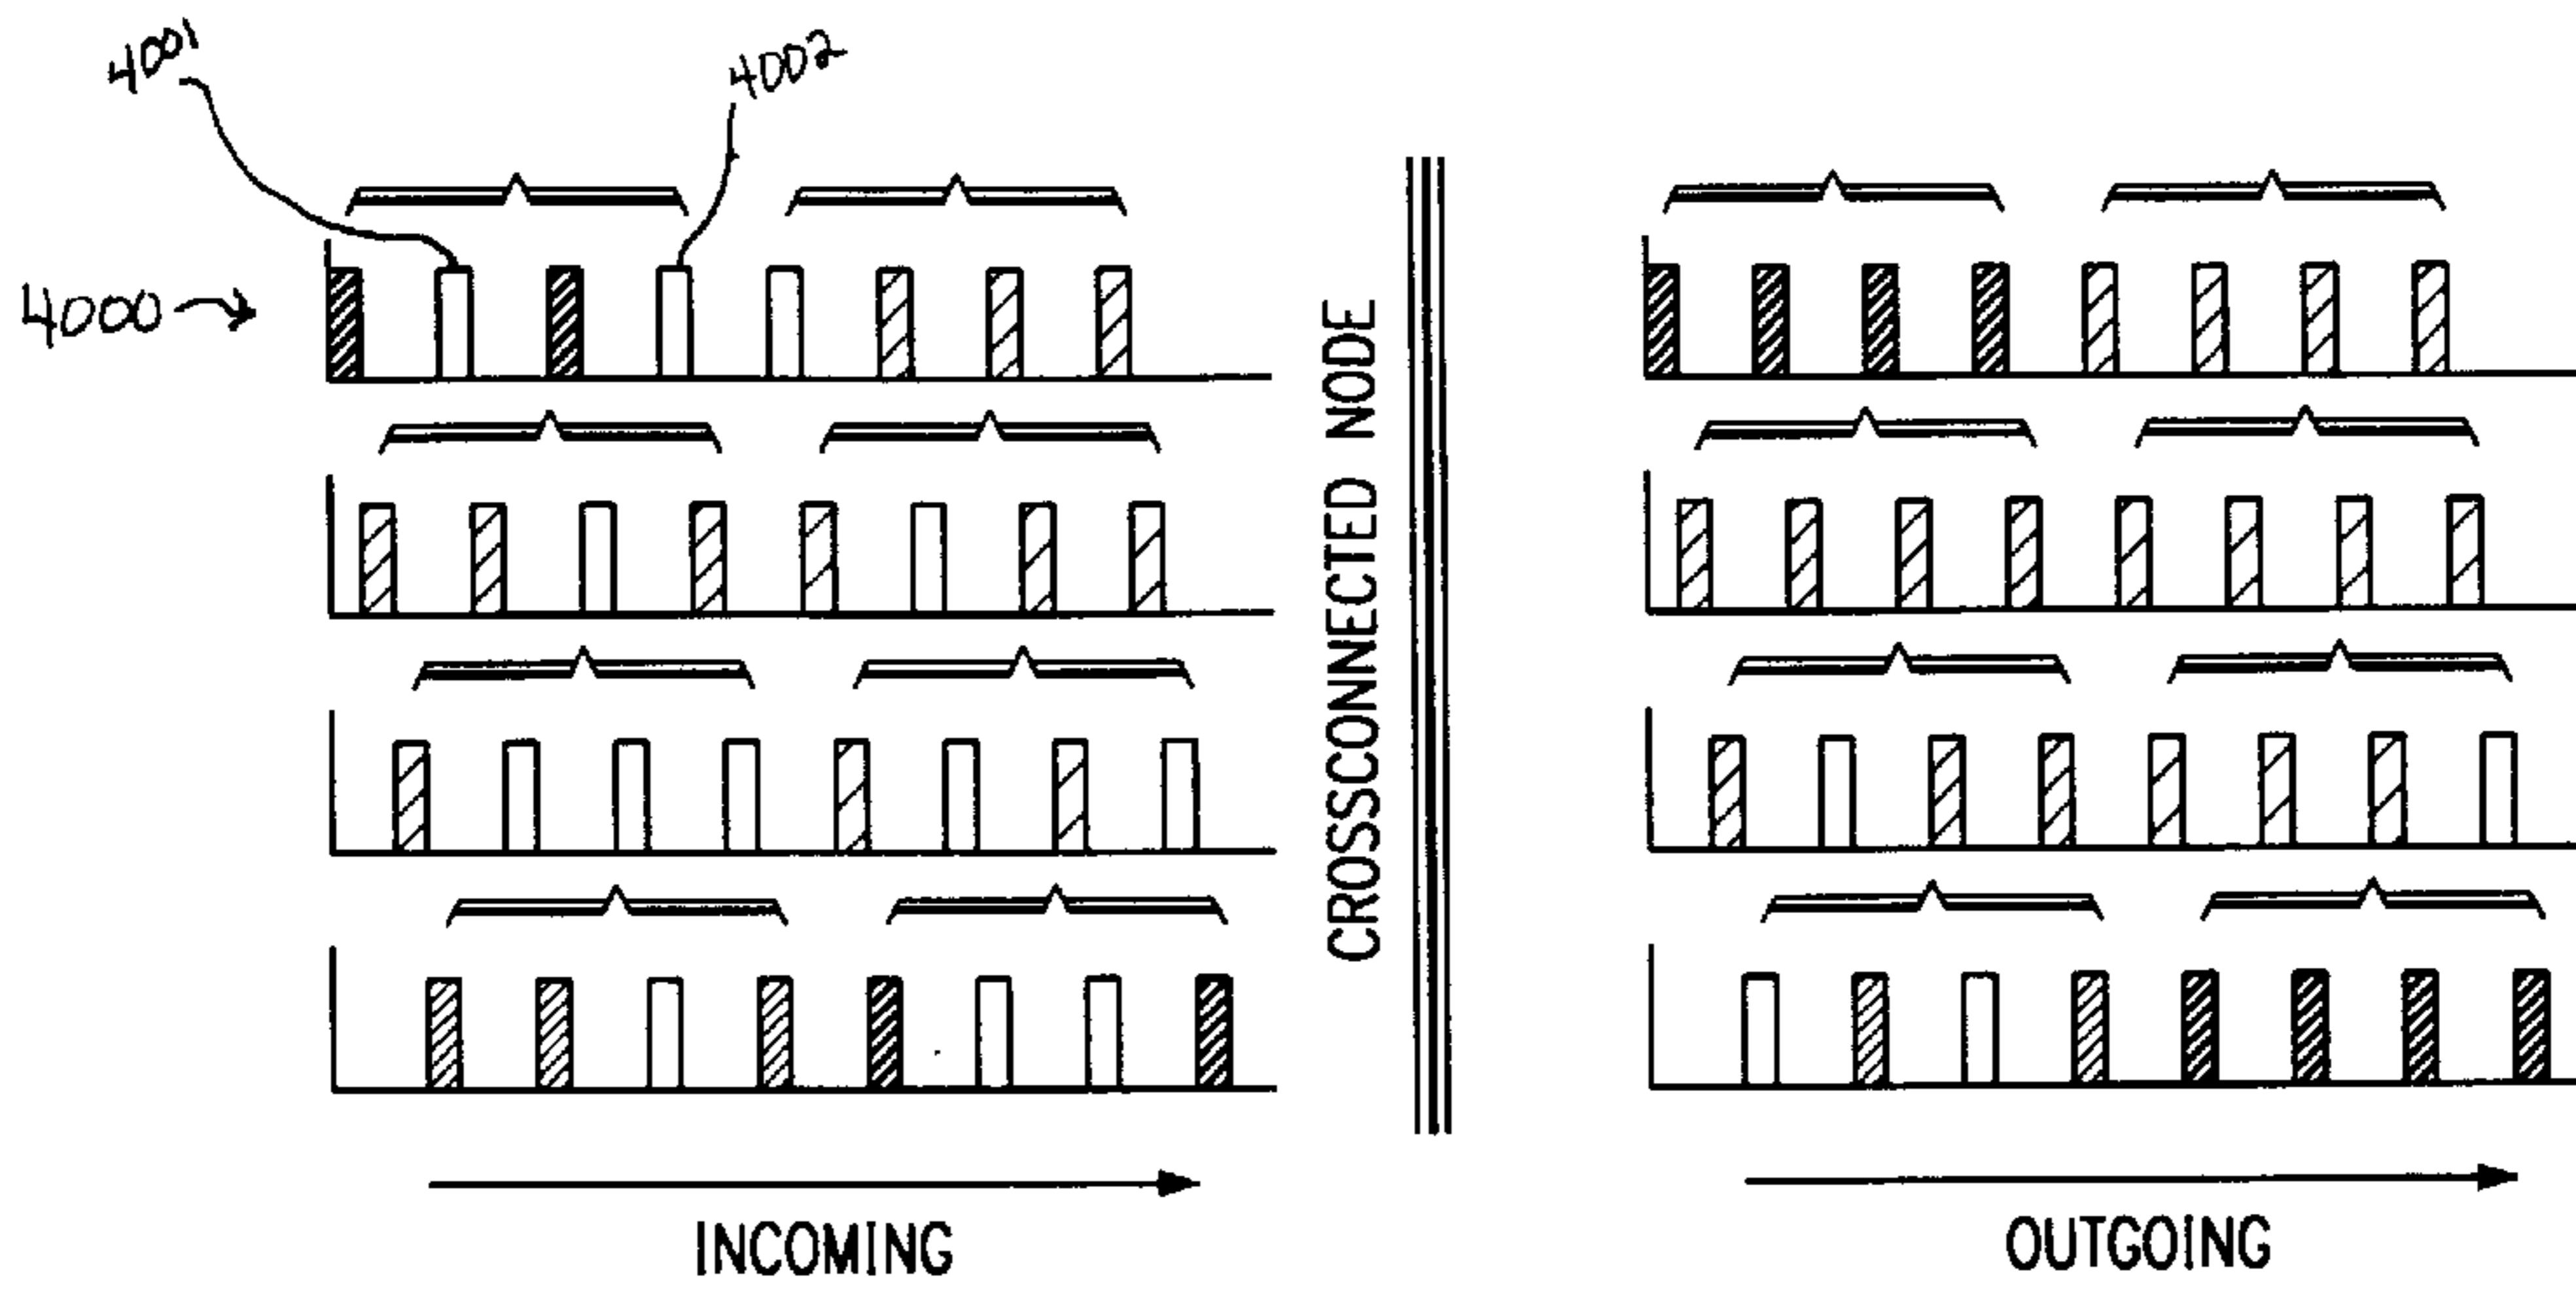 4001
4002
4000
CROSSCONNECTED NODE
INCOMING
OUTGOING